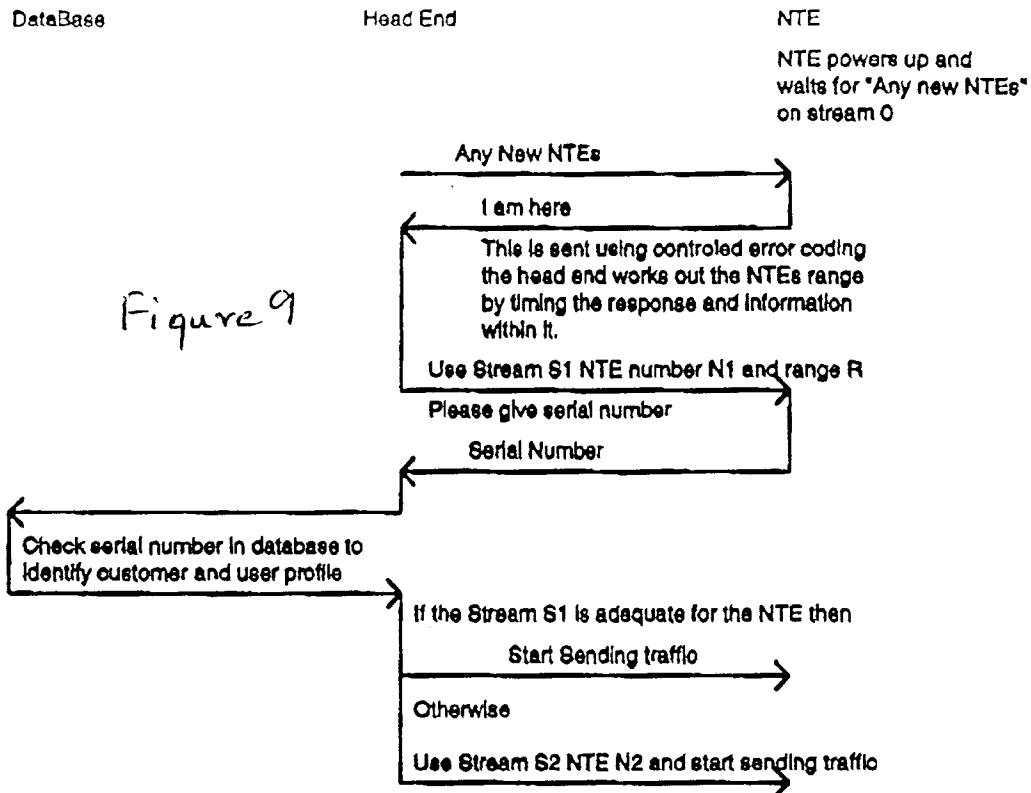 DataBase Head End NTE
NTE powers up and
waits for "Any new NTEs"
on stream 0
Any New NTEs
I am here
This is sent using controled error coding
the head end works out the NTEs range
by timing the response and information
within it.
Figure 9
Use Stream S1 NTE number N1 and range R
Please give serial number
Serial Number
Check serial number in database to
identify customer and user profile
If the Stream S1 is adequate for the NTE then
Start Sending traffic
Otherwise
Use Stream S2 NTE N2 and start sending traffic